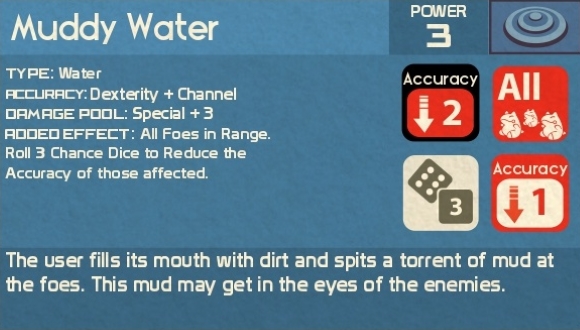 Muddy Water
POWER
3
TYPE: Water
ACCURACY: Dexterity + Channel
DAMAGE POOL: Special + 3
ADDED EFFECT: All Foes in Range.
Roll 3 Chance Dice to Reduce the
Accuracy of those affected.
Accuracy
2
All
3
Accuracy
1
The user fills its mouth with dirt and spits a torrent of mud at
the foes. This mud may get in the eyes of the enemies.